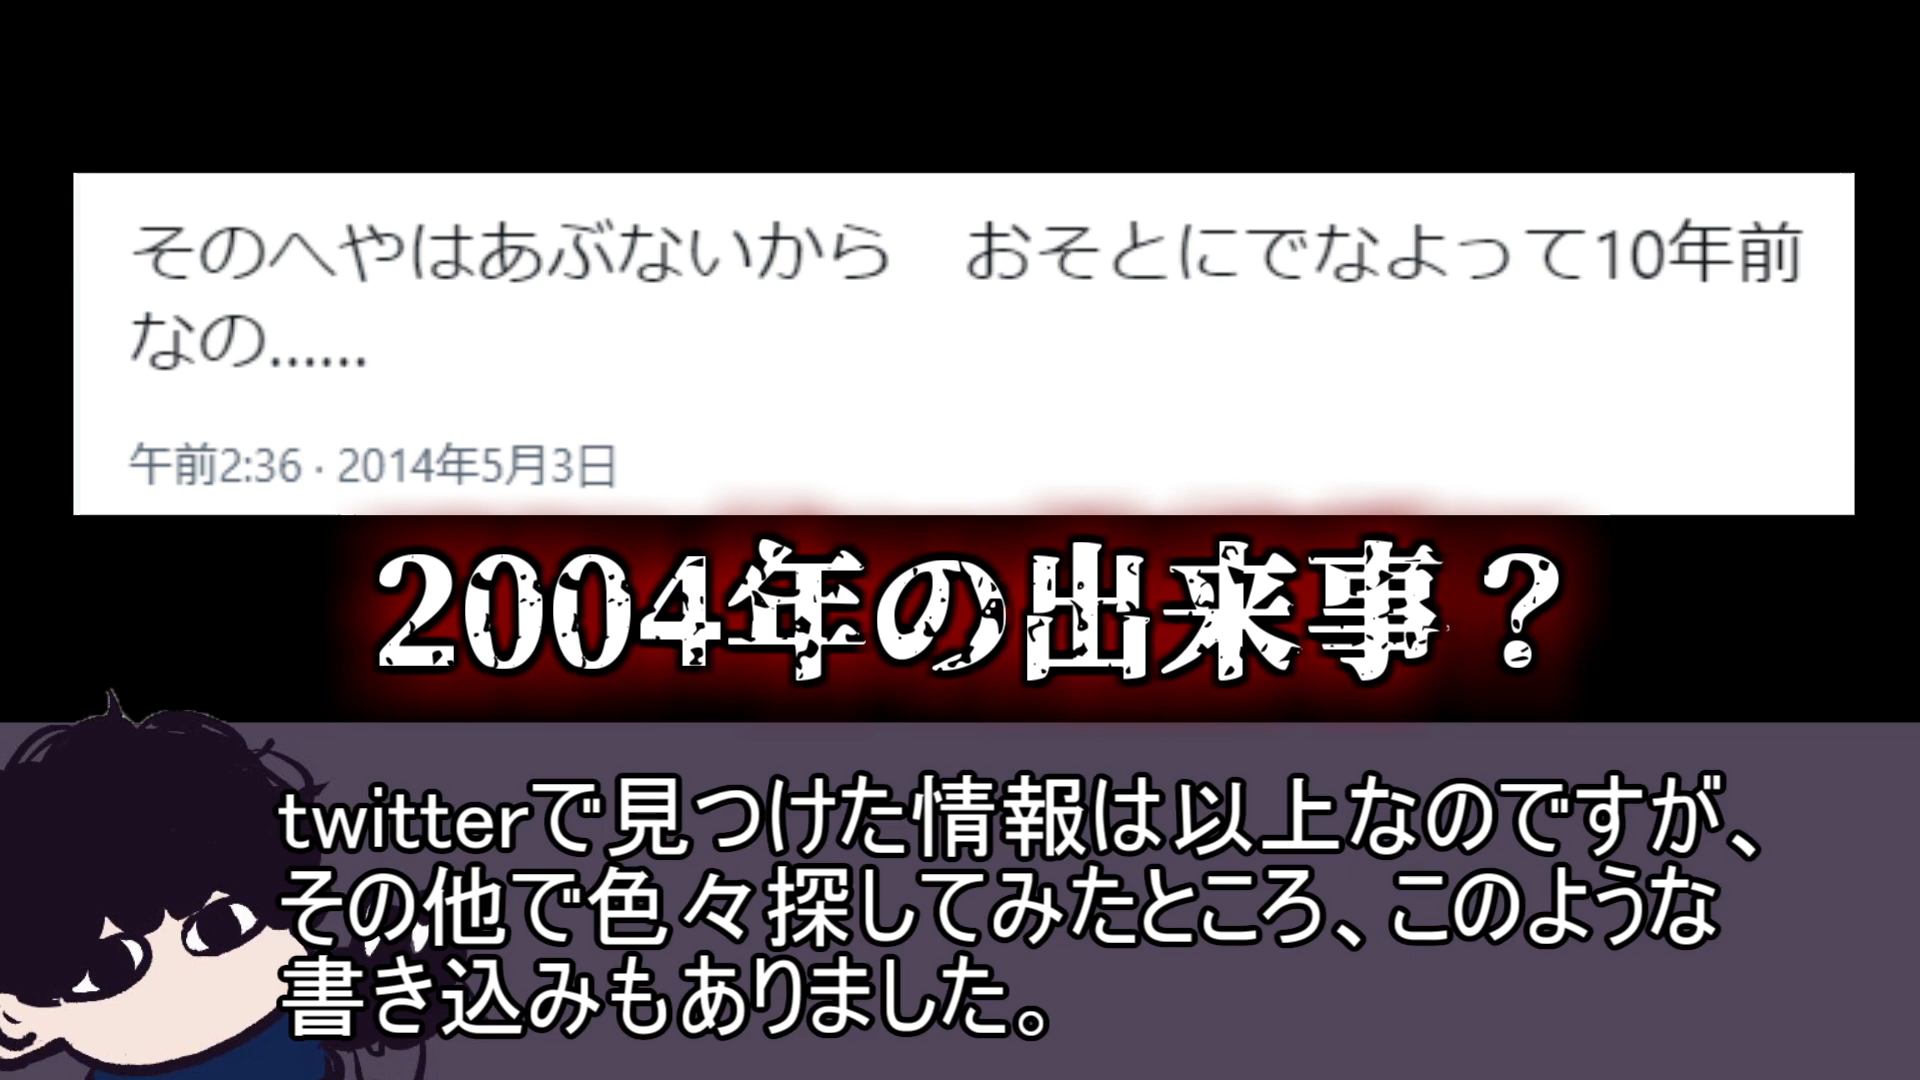 そのへやはあぶないから　おそとにでなよって10年前
なの......
午前2:36 · 2014年5月3日
2004年の出来事？
twitterで見つけた情報は以上なのですが、
その他で色々探してみたところ、このような
書き込みもありました。